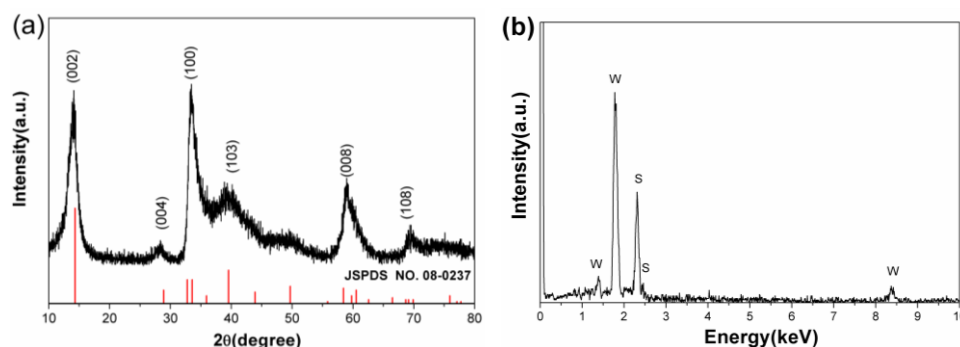 (a)
Intensity(a.u.)
(002)
(004)
(100)
(103)
(008)
(108)
JSPDS NO. 08-0237
10 20 30 40 50 60 70 80
2θ(degree)
(b)
Intensity(a.u.)
W
W
S
S
W
0 1 2 3 4 5 6 7 8 9 10
Energy(keV)